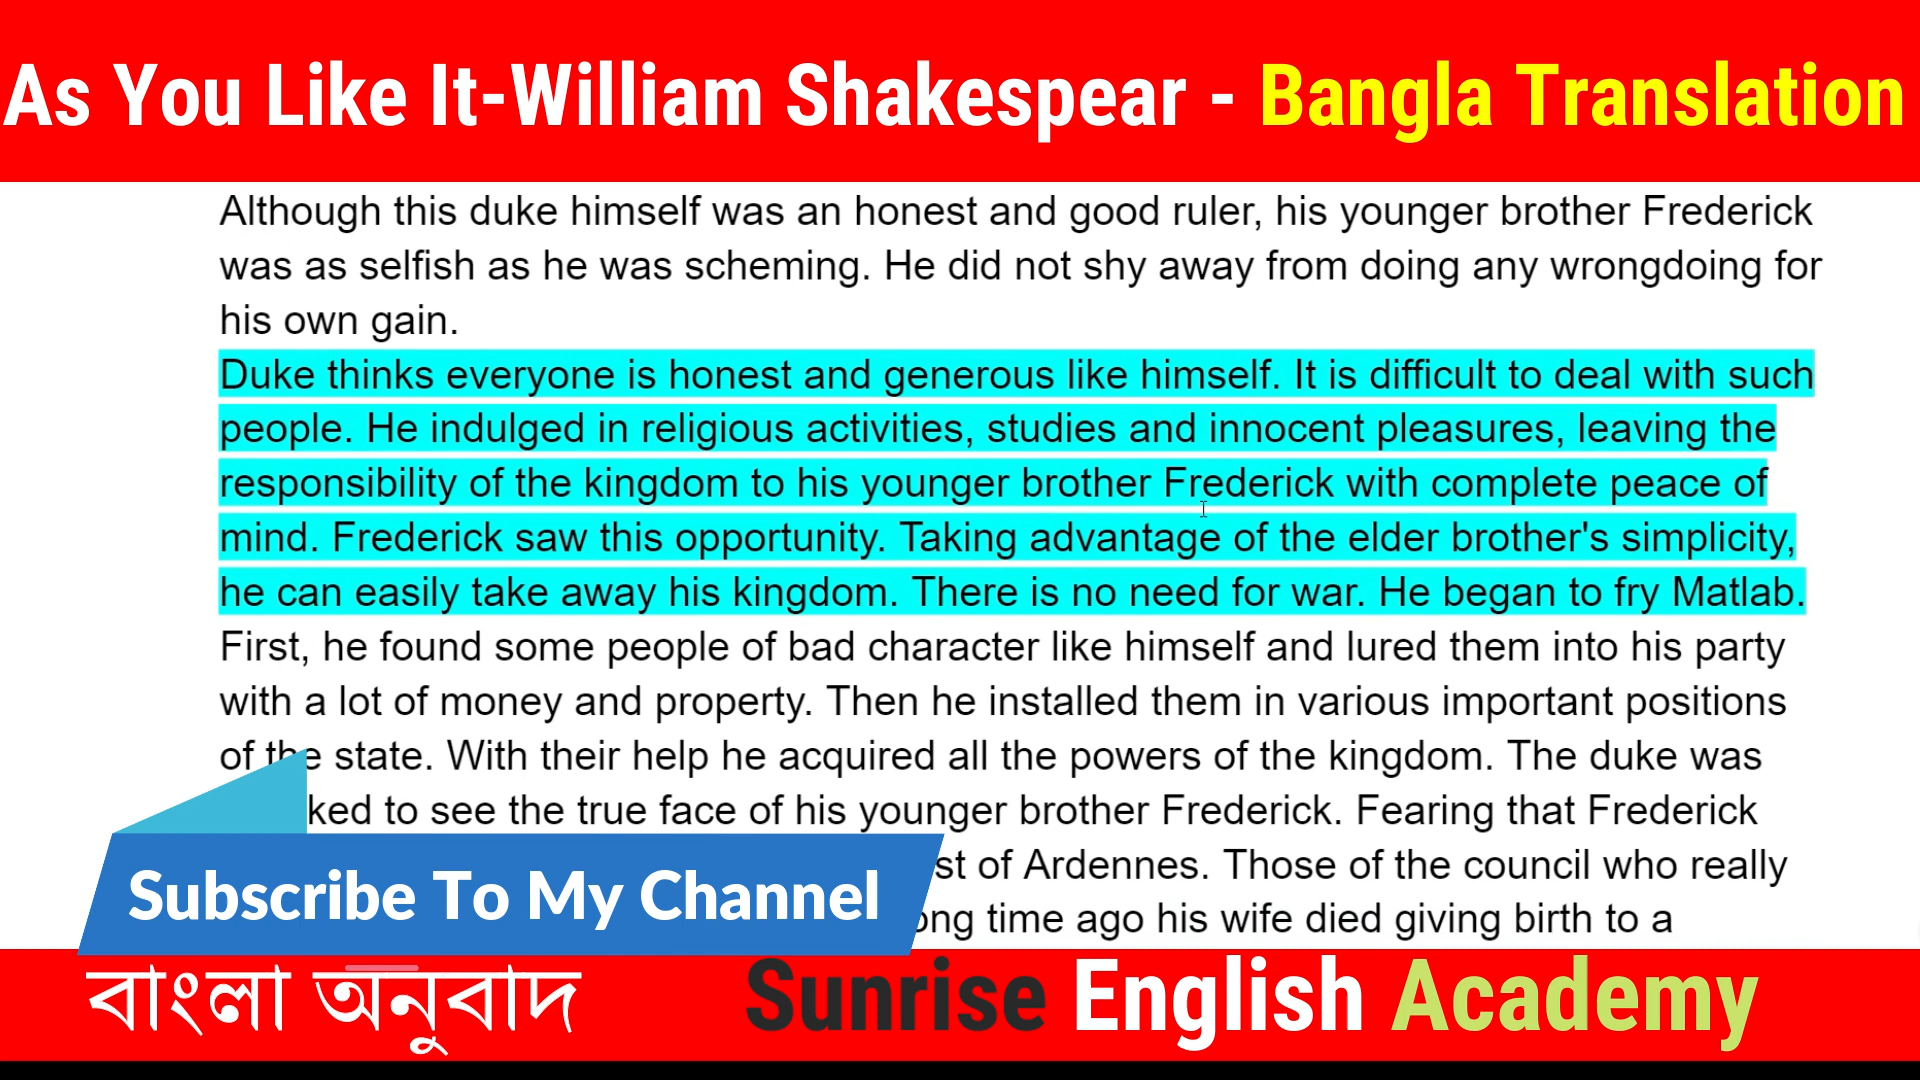 As You Like It-William Shakespear - Bangla Translation
Although this duke himself was an honest and good ruler, his younger brother Frederick
was as selfish as he was scheming. He did not shy away from doing any wrongdoing for
his own gain.
Duke thinks everyone is honest and generous like himself. It is difficult to deal with such
people. He indulged in religious activities, studies and innocent pleasures, leaving the
responsibility of the kingdom to his younger brother Frederick with complete peace of
mind. Frederick saw this opportunity. Taking advantage of the elder brother's simplicity,
he can easily take away his kingdom. There is no need for war. He began to fry Matlab.
First, he found some people of bad character like himself and lured them into his party
with a lot of money and property. Then he installed them in various important positions
of the state. With their help he acquired all the powers of the kingdom. The duke was
to see the true face of his younger brother Frederick. Fearing that Frederick
of Ardennes. Those of the council who really
time ago his wife died giving birth to a
Subscribe To My Channel
বাংলা অনুবাদ Sunrise English Academy